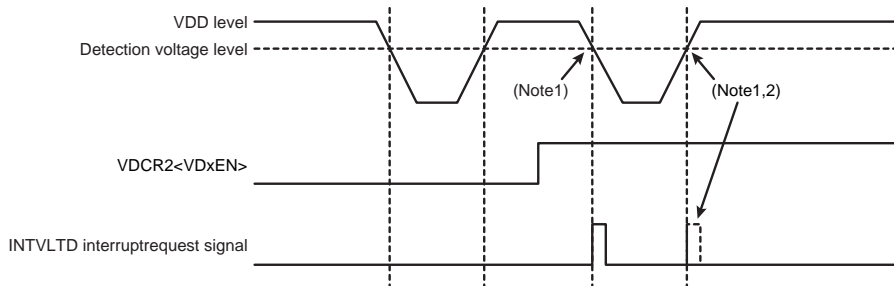 VDD level
Detection voltage level
(Note1)
(Note1,2)
VDCR2<VDxEN>
INTVLTD interruptrequest signal